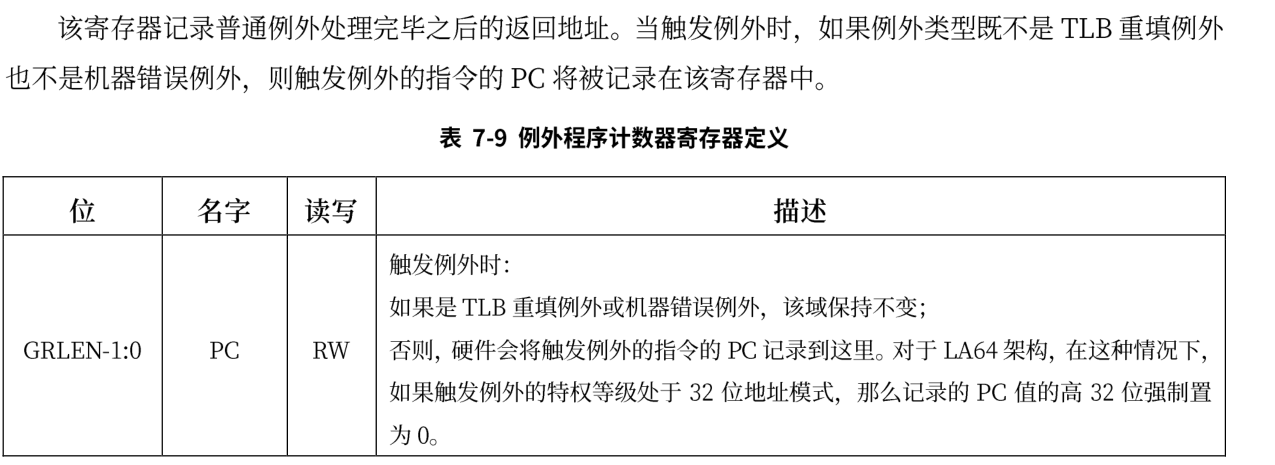 该寄存器记录普通例外处理完毕之后的返回地址。当触发例外时，如果例外类型既不是 TLB 重填例外
也不是机器错误例外，则触发例外的指令的 PC 将被记录在该寄存器中。
表 7-9 例外程序计数器寄存器定义
位 名字 读写 描述
触发例外时：
如果是 TLB 重填例外或机器错误例外，该域保持不变；
GRLEN-1:0 PC RW 否则，硬件会将触发例外的指令的 PC 记录到这里。对于 LA64 架构，在这种情况下，
如果触发例外的特权等级处于 32 位地址模式，那么记录的 PC 值的高 32 位强制置
为 0。